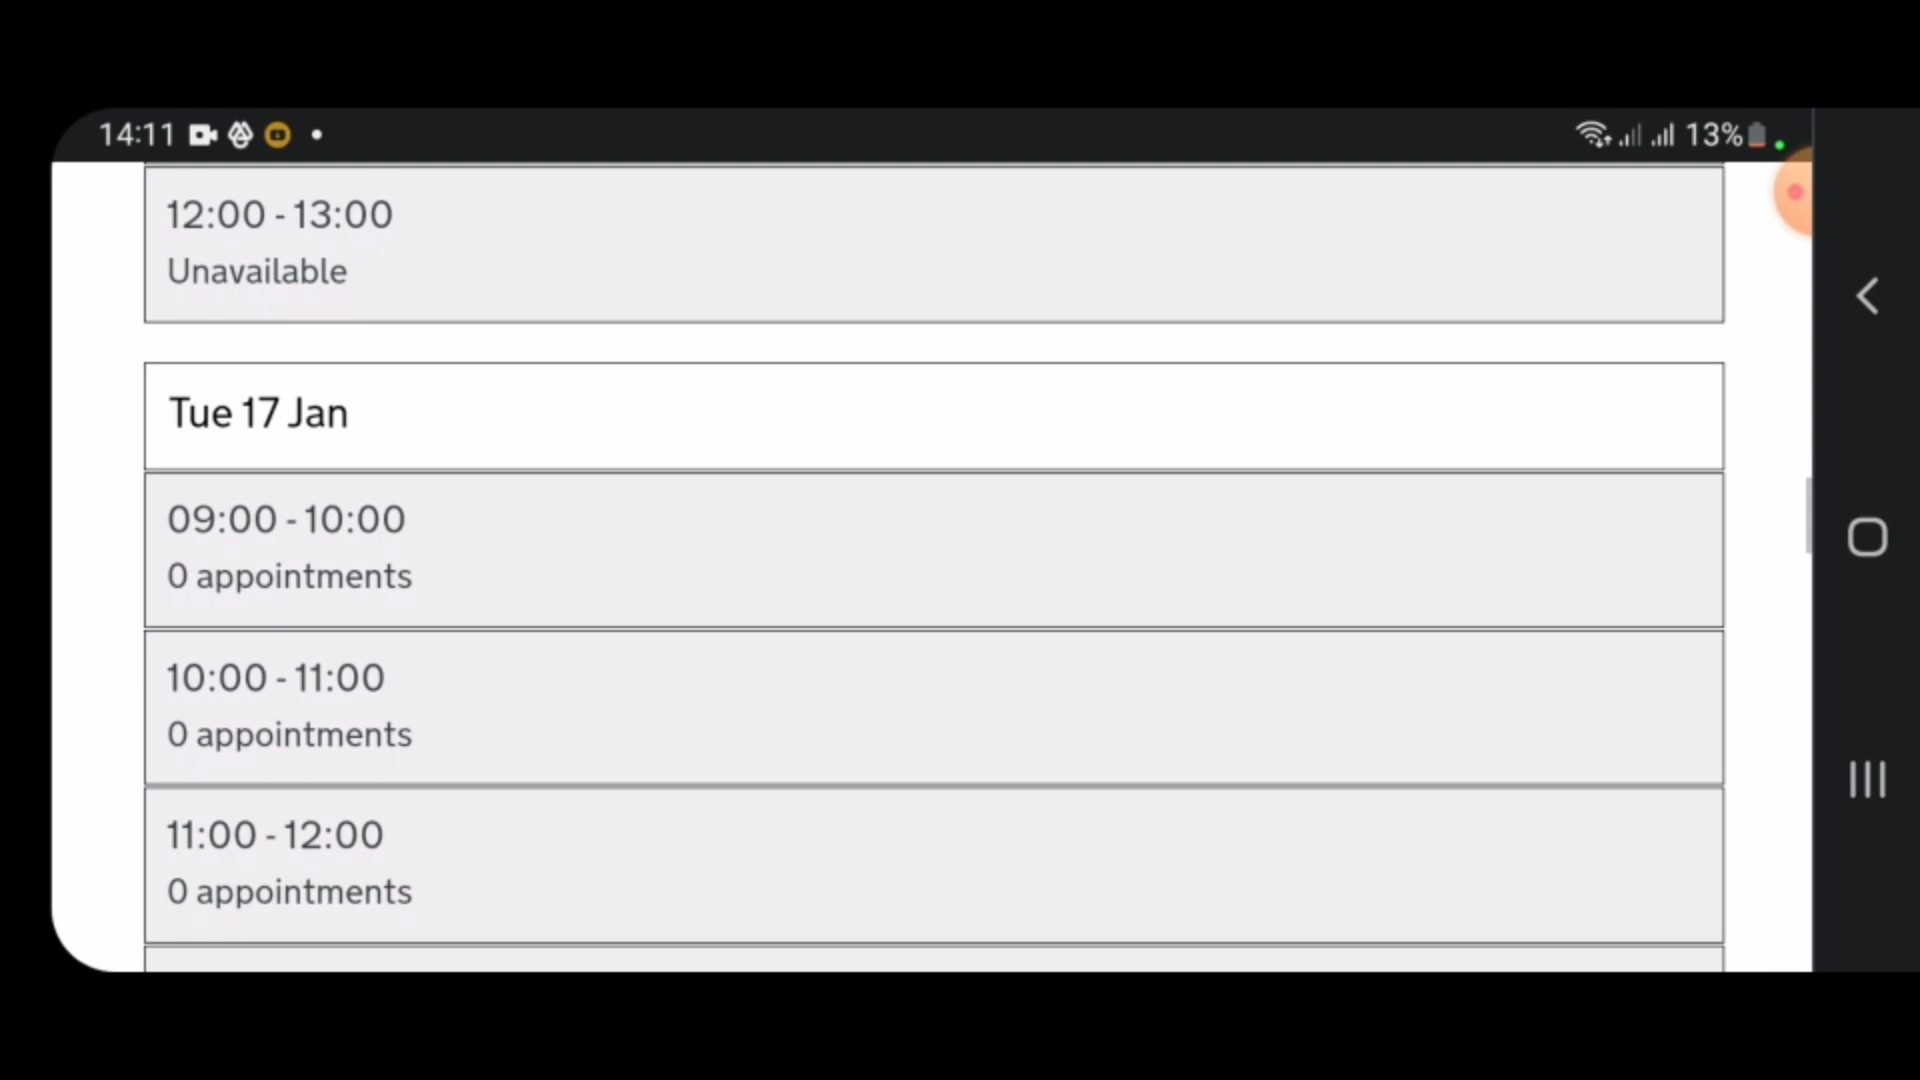 14:11
13%
12:00 - 13:00
Unavailable
Tue 17 Jan
09:00 - 10:00
0 appointments
10:00 - 11:00
0 appointments
11:00 - 12:00
0 appointments